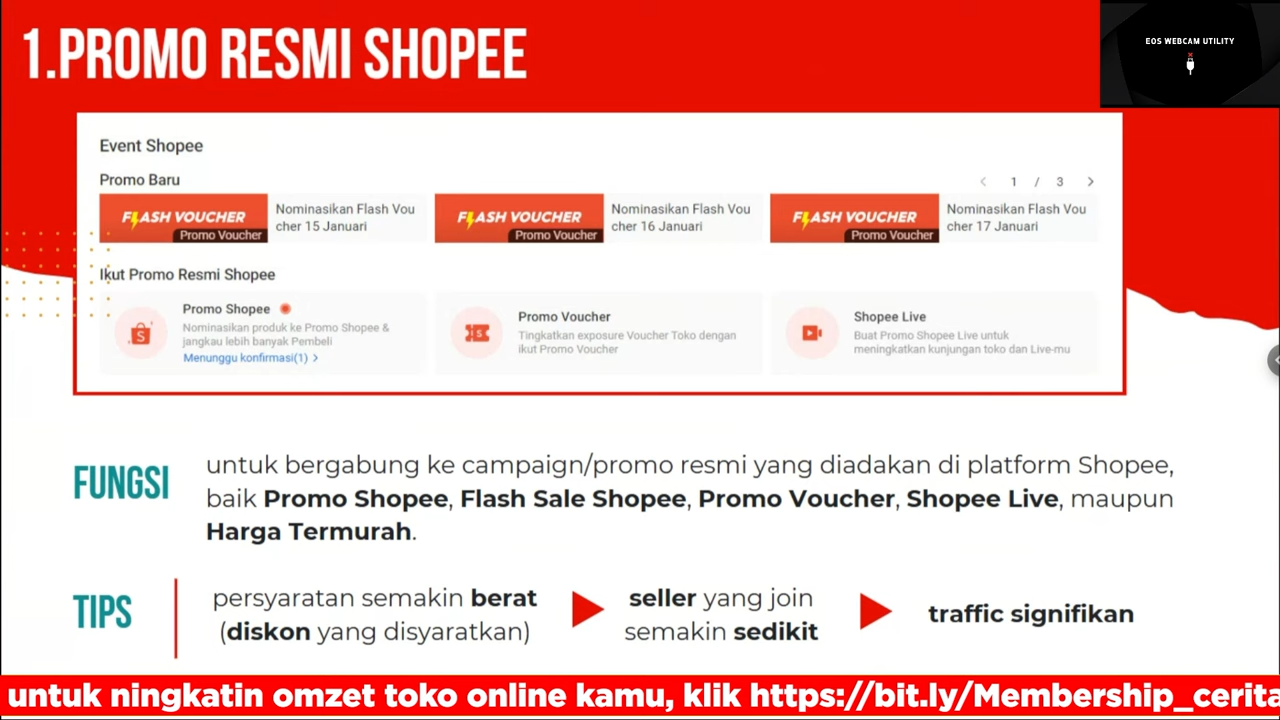 1.PROMO RESMI SHOPEE
EOS WEBCAM UTILITY
Event Shopee
Promo Baru
1 / 3
FLASH VOUCHER
Promo Voucher
Nominasikan Flash Vou
cher 15 Januari
FLASH VOUCHER
Promo Voucher
Nominasikan Flash Vou
cher 16 Januari
FLASH VOUCHER
Promo Voucher
Nominasikan Flash Vou
cher 17 Januari
Ikut Promo Resmi Shopee
Promo Shopee
Nominasikan produk ke Promo Shopee &
jangkau lebih banyak Pembeli
Menunggu konfirmasi(1)
Promo Voucher
Tingkatkan exposure Voucher Toko dengan
ikut Promo Voucher
Shopee Live
Buat Promo Shopee Live untuk
meningkatkan kunjungan toko dan Live-mu
FUNGSI
untuk bergabung ke campaign/promo resmi yang diadakan di platform Shopee,
baik Promo Shopee, Flash Sale Shopee, Promo Voucher, Shopee Live, maupun
Harga Termurah.
TIPS
persyaratan semakin berat
(diskon yang disyaratkan)
seller yang join
semakin sedikit
traffic signifikan
untuk ningkatin omzet toko online kamu, klik https://bit.ly/Membership_cerita